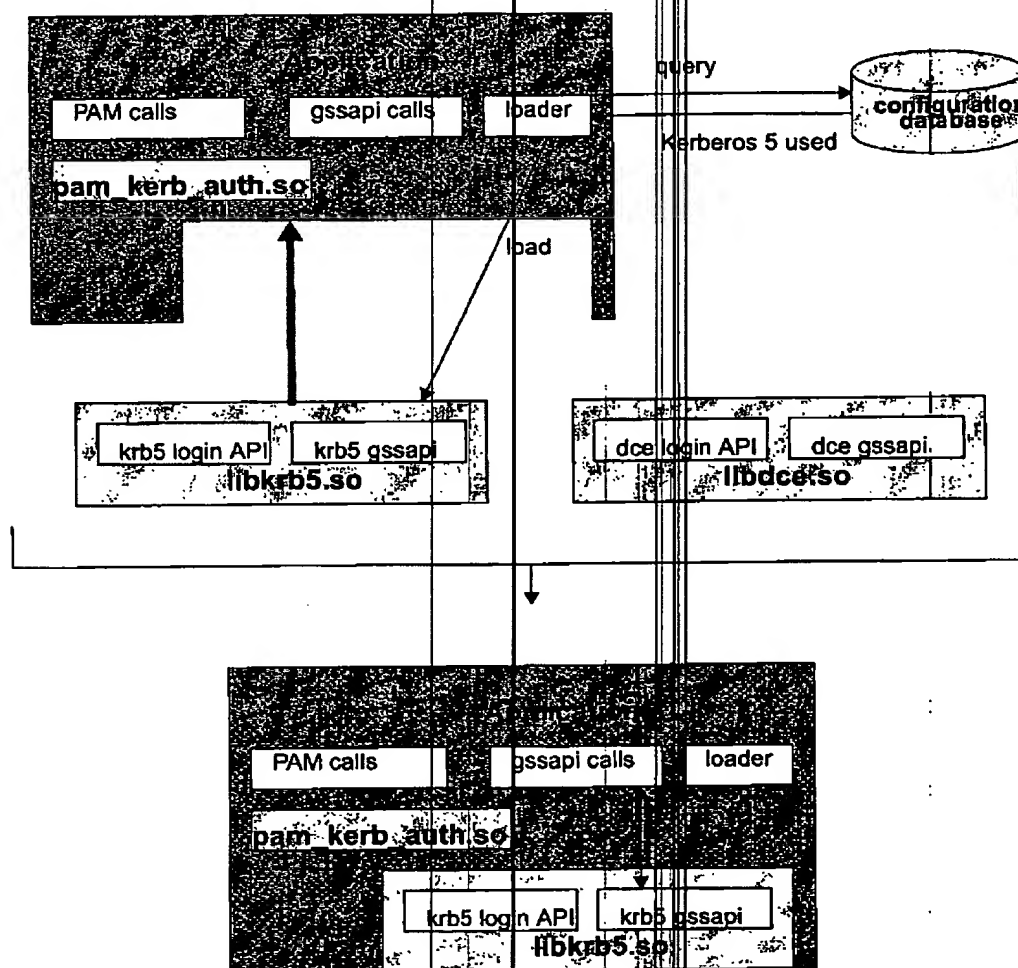 Application
query
PAM calls
gssapi calls
loader
configuration
database
Kerberos 5 used
pam_kerb_auth.so
load
krb5 login API
krb5 gssapi
libkrb5.so
dce login API
dce gssapi
libdce.so
PAM calls
gssapi calls
loader
pam_kerb_auth.so
krb5 login API
krb5 gssapi
libkrb5.so